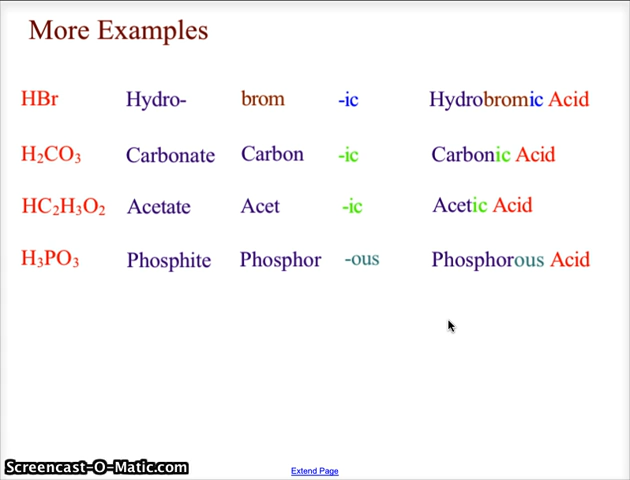 More Examples
HBr Hydro- brom -ic Hydrobromic Acid
H₂CO₃ Carbonate Carbon -ic Carbonic Acid
HC₂H₃O₂ Acetate Acet -ic Acetic Acid
H₃PO₃ Phosphite Phosphor -ous Phosphorous Acid
Screencast-O-Matic.com
Extend Page